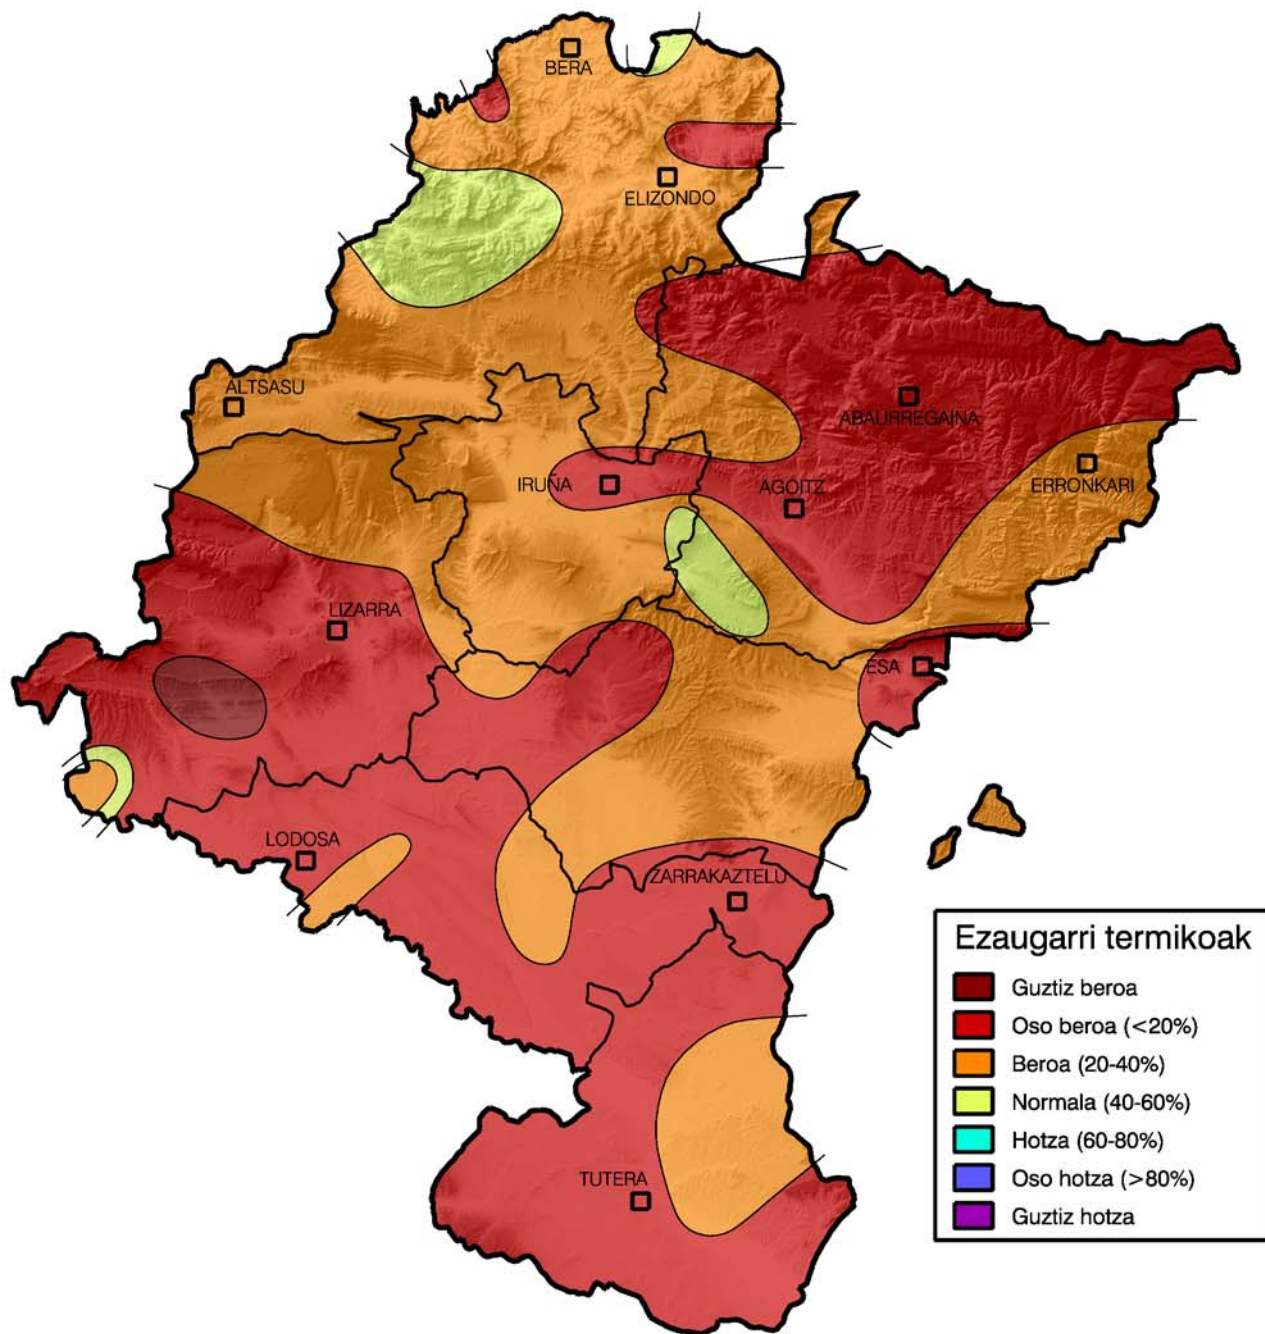 BERA
ELIZONDO
ALTSASU
ABAURREGAINA
ERRONKARI
IRUÑA
AGOITZ
LIZARRA
ESA
LODOSA
ZARRAKAZTELU
TUTERA
Ezaugarri termikoak
Guztiz beroa
Oso beroa (<20%)
Beroa (20-40%)
Normala (40-60%)
Hotza (60-80%)
Oso hotza (>80%)
Guztiz hotza